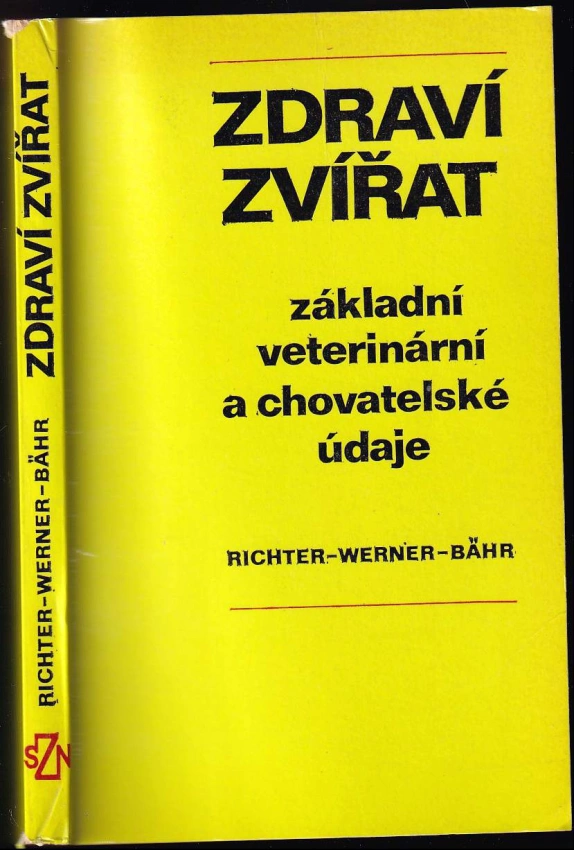 ZDRAVÍ
ZVÍŘAT
základní
veterinární
a chovatelské
údaje
RICHTER-WERNER-BÄHR
RICHTER-WERNER-BÄHR ZDRAVÍ ZVÍŘAT
SZN